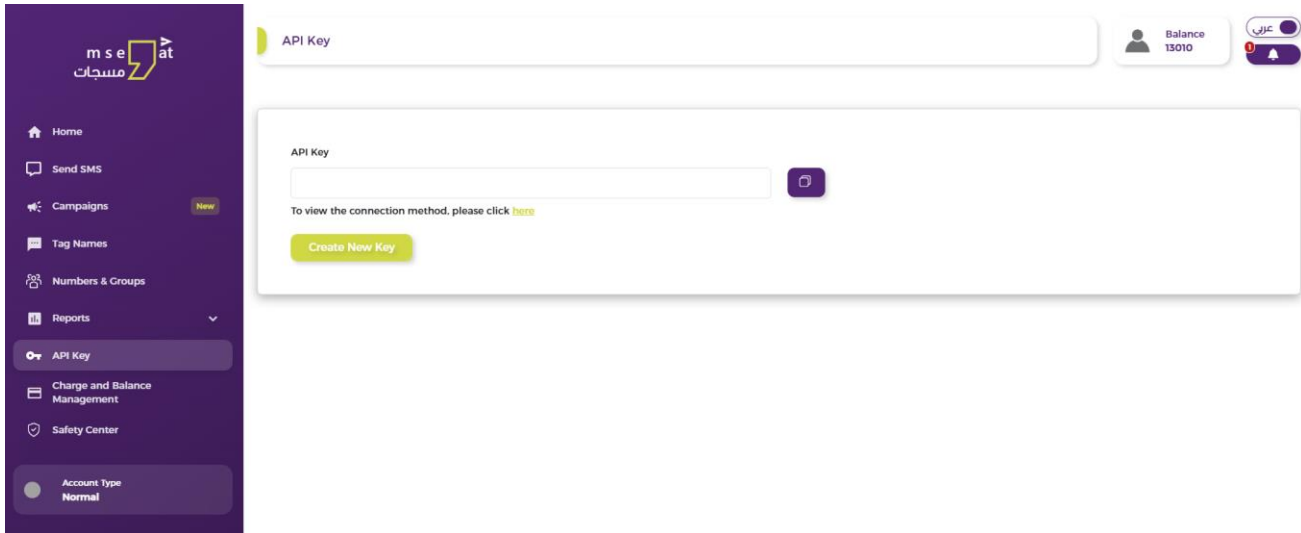 m s e g at
مسجات
Home
Send SMS
Campaigns
New
Tag Names
Numbers & Groups
Reports
API Key
Charge and Balance
Management
Safety Center
Account Type
Normal
API Key
Balance
13010
عربي
1
API Key
To view the connection method, please click here
Create New Key